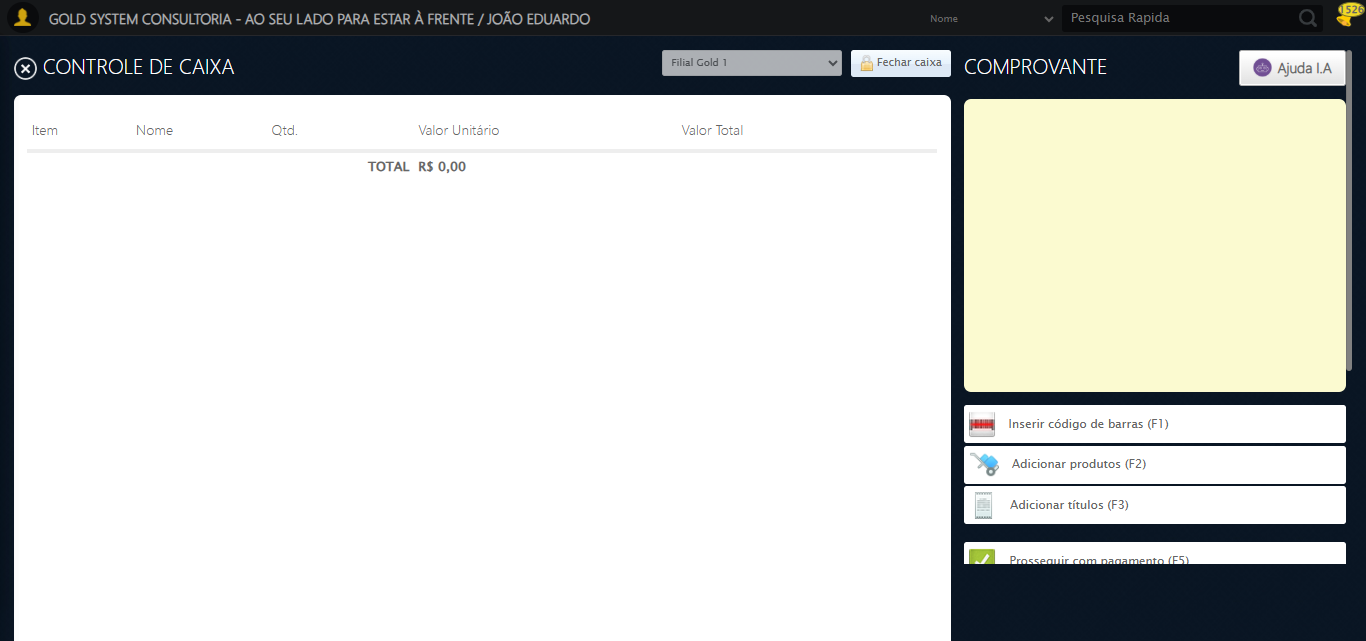 GOLD SYSTEM CONSULTORIA - AO SEU LADO PARA ESTAR À FRENTE / JOÃO EDUARDO
Nome
Pesquisa Rapida
1526
CONTROLE DE CAIXA
Filial Gold 1
Fechar caixa
COMPROVANTE
Ajuda I.A
Item Nome Qtd. Valor Unitário Valor Total
TOTAL R$ 0,00
Inserir código de barras (F1)
Adicionar produtos (F2)
Adicionar títulos (F3)
Prosseguir com pagamento (F5)